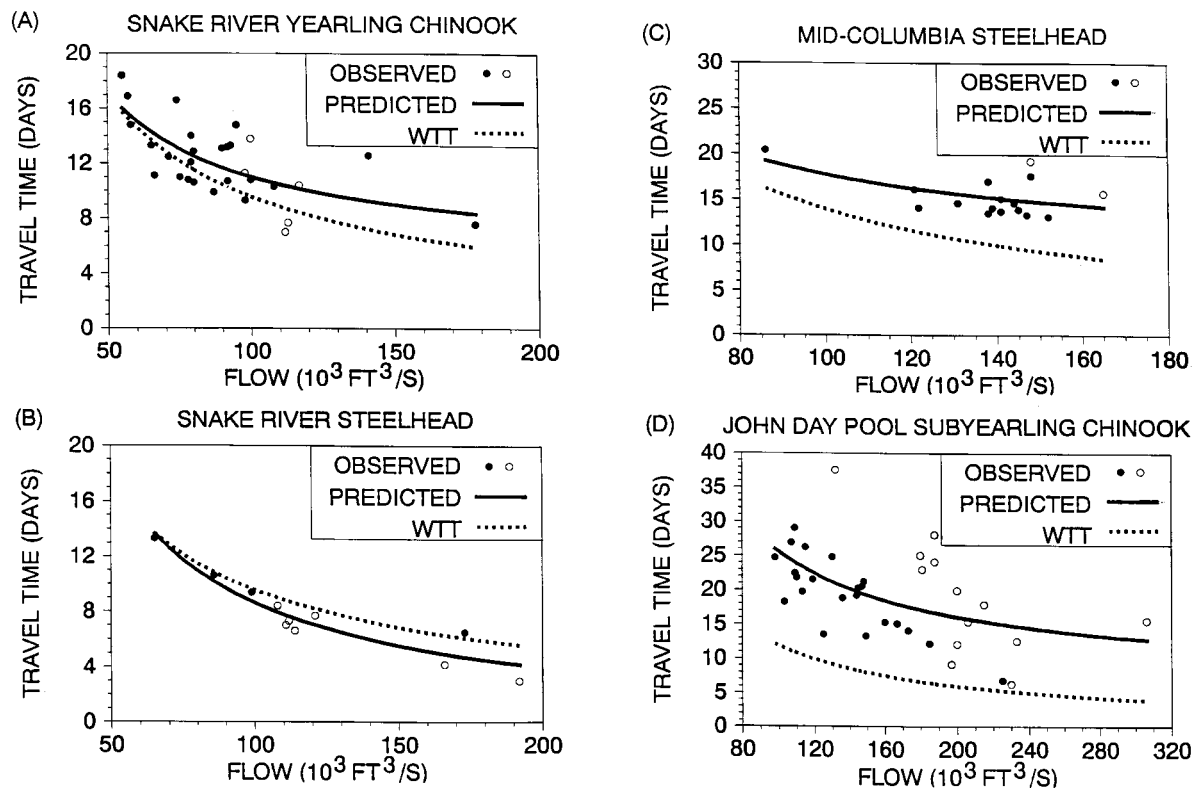 (A) SNAKE RIVER YEARLING CHINOOK
20
16
12
8
4
0
TRAVEL TIME (DAYS)
OBSERVED
PREDICTED
WTT
50 100 150 200
FLOW (10³ FT³/S)
(B) SNAKE RIVER STEELHEAD
20
16
12
8
4
0
TRAVEL TIME (DAYS)
OBSERVED
PREDICTED
WTT
50 100 150 200
FLOW (10³ FT³/S)
(C) MID-COLUMBIA STEELHEAD
30
25
20
15
10
5
0
TRAVEL TIME (DAYS)
OBSERVED
PREDICTED
WTT
80 100 120 140 160 180
FLOW (10³ FT³/S)
(D) JOHN DAY POOL SUBYEARLING CHINOOK
40
35
30
25
20
15
10
5
0
TRAVEL TIME (DAYS)
OBSERVED
PREDICTED
WTT
80 120 160 200 240 280 320
FLOW (10³ FT³/S)